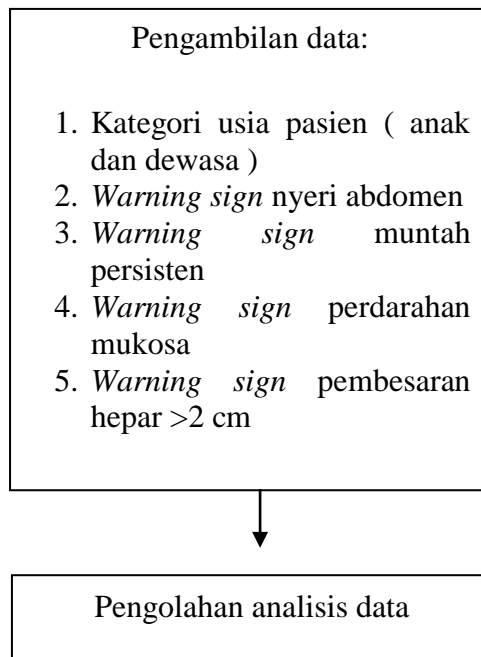 Pengambilan data:
1. Kategori usia pasien ( anak
dan dewasa )
2. Warning sign nyeri abdomen
3. Warning sign muntah
persisten
4. Warning sign perdarahan
mukosa
5. Warning sign pembesaran
hepar >2 cm
Pengolahan analisis data